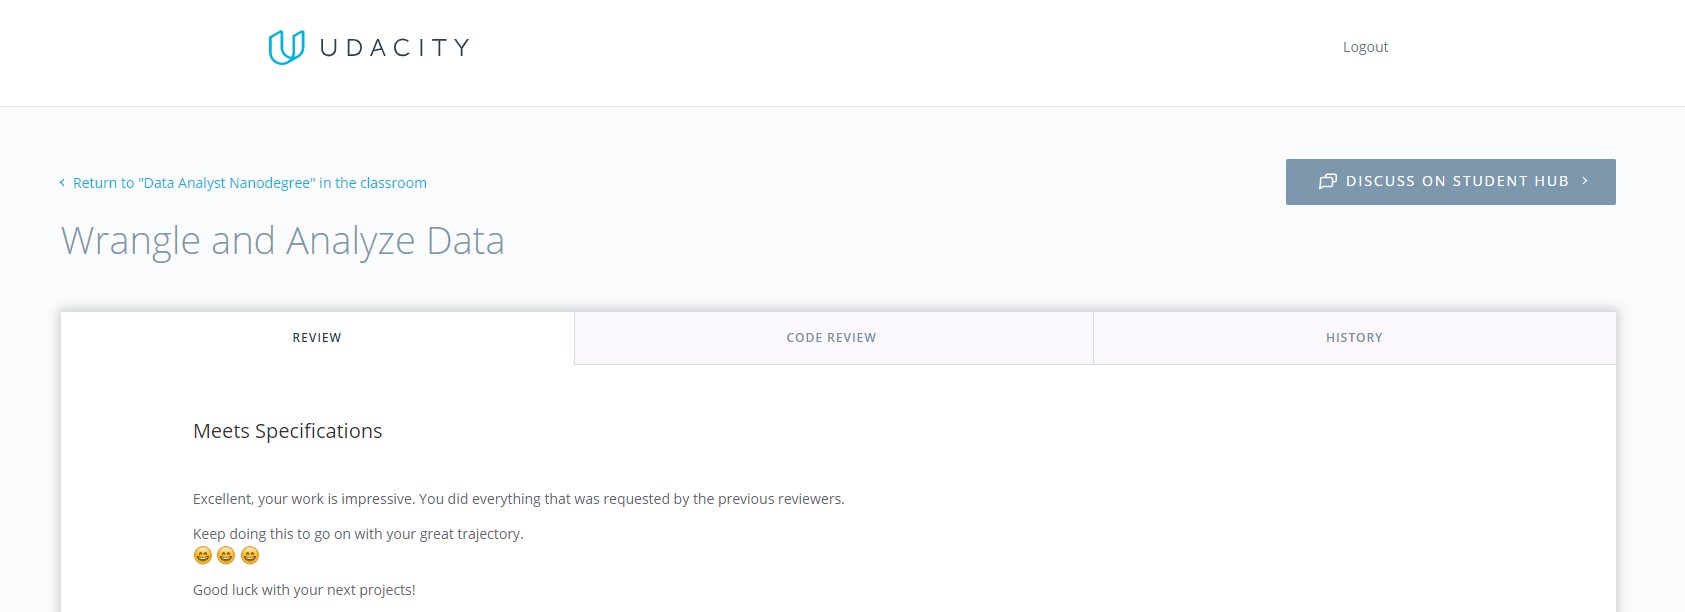 UDACITY
Logout
Return to "Data Analyst Nanodegree" in the classroom
DISCUSS ON STUDENT HUB
Wrangle and Analyze Data
REVIEW
CODE REVIEW
HISTORY
Meets Specifications
Excellent, your work is impressive. You did everything that was requested by the previous reviewers.
Keep doing this to go on with your great trajectory.
😄 😄 😄
Good luck with your next projects!